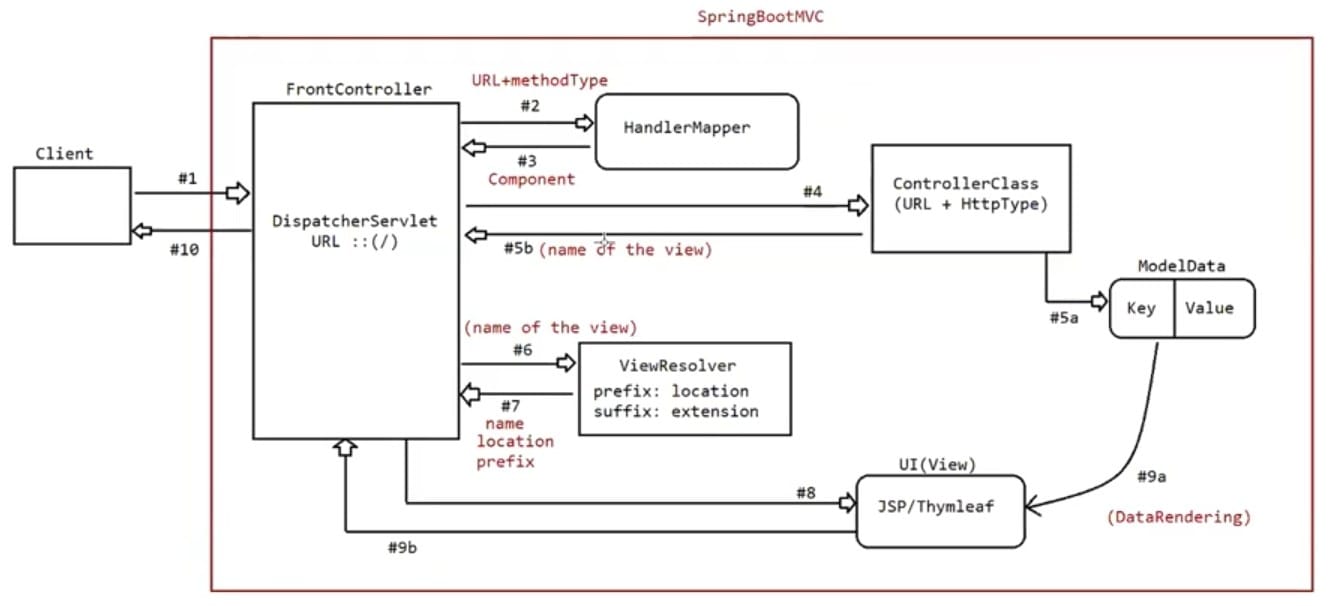 SpringBootMVC
FrontController
URL+methodType
#2
HandlerMapper
#3
Component
Client
#1
#10
DispatcherServlet
URL ::(/)
#4
ControllerClass
(URL + HttpType)
#5b (name of the view)
ModelData
Key
Value
#5a
(name of the view)
#6
ViewResolver
prefix: location
suffix: extension
#7
name
location
prefix
UI(View)
#8
JSP/Thymleaf
#9a
(DataRendering)
#9b